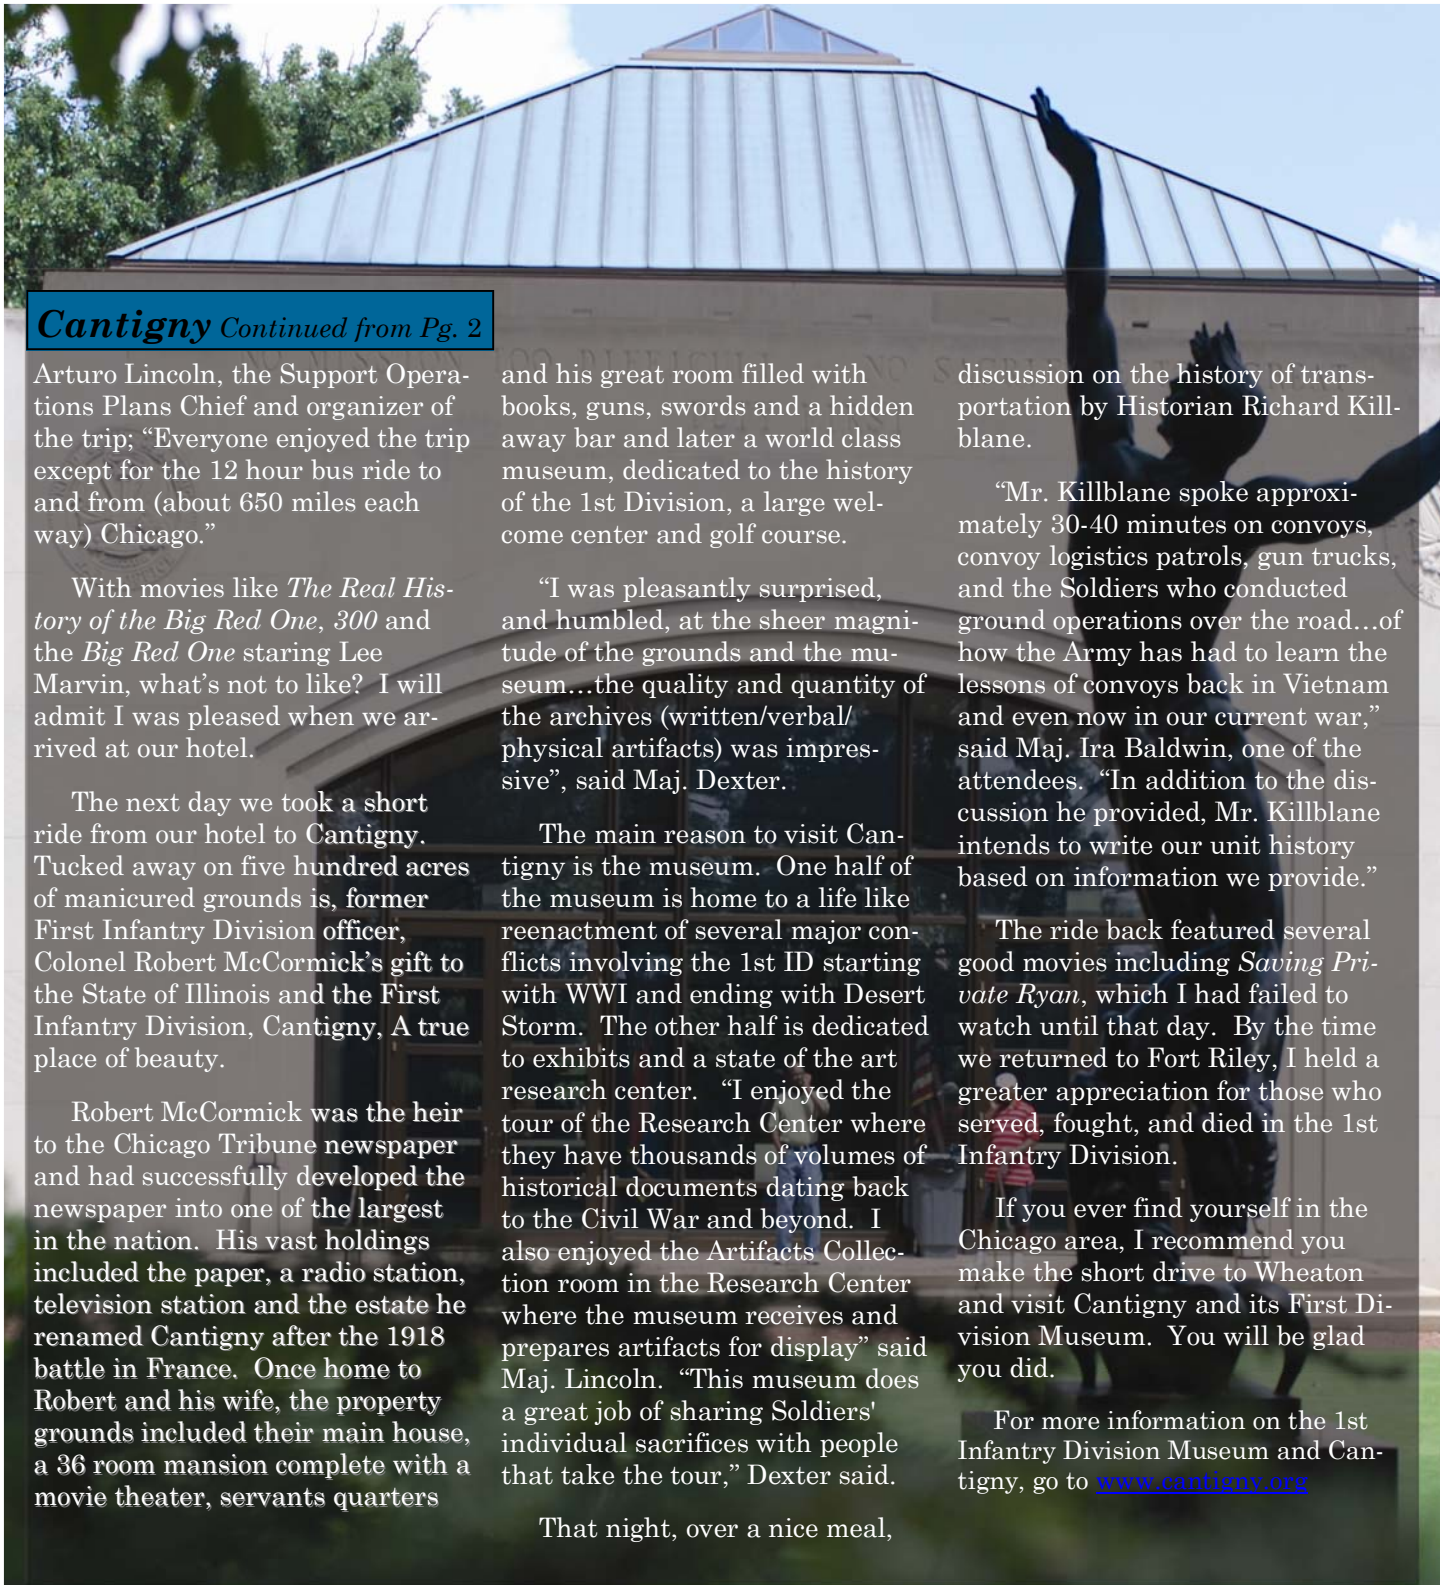 Cantigny Continued from Pg. 2
Arturo Lincoln, the Support Opera-
tions Plans Chief and organizer of
the trip; “Everyone enjoyed the trip
except for the 12 hour bus ride to
and from (about 650 miles each
way) Chicago.”
With movies like The Real His-
tory of the Big Red One, 300 and
the Big Red One staring Lee
Marvin, what’s not to like?  I will
admit I was pleased when we ar-
rived at our hotel.
The next day we took a short
ride from our hotel to Cantigny.
Tucked away on five hundred acres
of manicured grounds is, former
First Infantry Division officer,
Colonel Robert McCormick’s gift to
the State of Illinois and the First
Infantry Division, Cantigny, A true
place of beauty.
Robert McCormick was the heir
to the Chicago Tribune newspaper
and had successfully developed the
newspaper into one of the largest
in the nation.  His vast holdings
included the paper, a radio station,
television station and the estate he
renamed Cantigny after the 1918
battle in France.  Once home to
Robert and his wife, the property
grounds included their main house,
a 36 room mansion complete with a
movie theater, servants quarters
and his great room filled with
books, guns, swords and a hidden
away bar and later a world class
museum, dedicated to the history
of the 1st Division, a large wel-
come center and golf course.
“I was pleasantly surprised,
and humbled, at the sheer magni-
tude of the grounds and the mu-
seum…the quality and quantity of
the archives (written/verbal/
physical artifacts) was impres-
sive”, said Maj. Dexter.
The main reason to visit Can-
tigny is the museum.  One half of
the museum is home to a life like
reenactment of several major con-
flicts involving the 1st ID starting
with WWI and ending with Desert
Storm.  The other half is dedicated
to exhibits and a state of the art
research center.  “I enjoyed the
tour of the Research Center where
they have thousands of volumes of
historical documents dating back
to the Civil War and beyond.  I
also enjoyed the Artifacts Collec-
tion room in the Research Center
where the museum receives and
prepares artifacts for display” said
Maj. Lincoln.  “This museum does
a great job of sharing Soldiers'
individual sacrifices with people
that take the tour,” Dexter said.
That night, over a nice meal,
discussion on the history of trans-
portation by Historian Richard Kill-
blane.
“Mr. Killblane spoke approxi-
mately 30-40 minutes on convoys,
convoy logistics patrols, gun trucks,
and the Soldiers who conducted
ground operations over the road…of
how the Army has had to learn the
lessons of convoys back in Vietnam
and even now in our current war,”
said Maj. Ira Baldwin, one of the
attendees.  “In addition to the dis-
cussion he provided, Mr. Killblane
intends to write our unit history
based on information we provide.”
The ride back featured several
good movies including Saving Pri-
vate Ryan, which I had failed to
watch until that day.  By the time
we returned to Fort Riley, I held a
greater appreciation for those who
served, fought, and died in the 1st
Infantry Division.
If you ever find yourself in the
Chicago area, I recommend you
make the short drive to Wheaton
and visit Cantigny and its First Di-
vision Museum.  You will be glad
you did.
For more information on the 1st
Infantry Division Museum and Can-
tigny, go to www.cantigny.org
NO MISSION TOO DIFFICULT NO